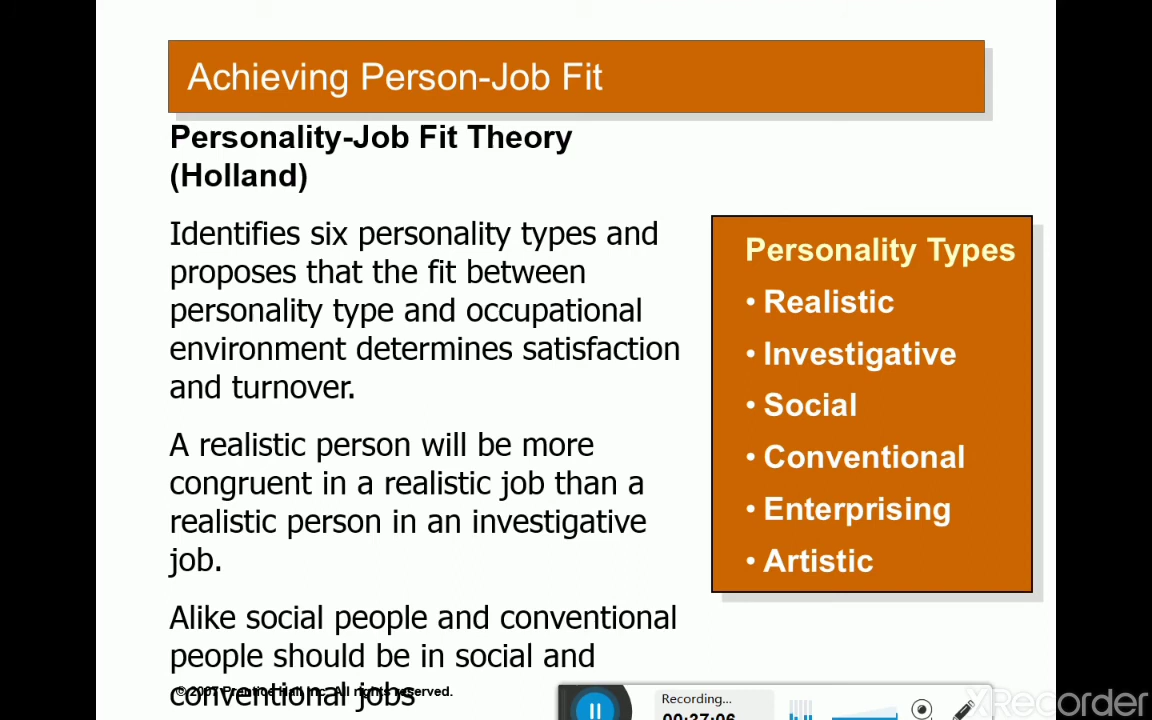 Achieving Person-Job Fit
Personality-Job Fit Theory
(Holland)
Identifies six personality types and
proposes that the fit between
personality type and occupational
environment determines satisfaction
and turnover.
A realistic person will be more
congruent in a realistic job than a
realistic person in an investigative
job.
Alike social people and conventional
people should be in social and
conventional jobs
Personality Types
• Realistic
• Investigative
• Social
• Conventional
• Enterprising
• Artistic
© 2007 Prentice Hall Inc. All rights reserved.
Recording...
00:37:06
XRecorder